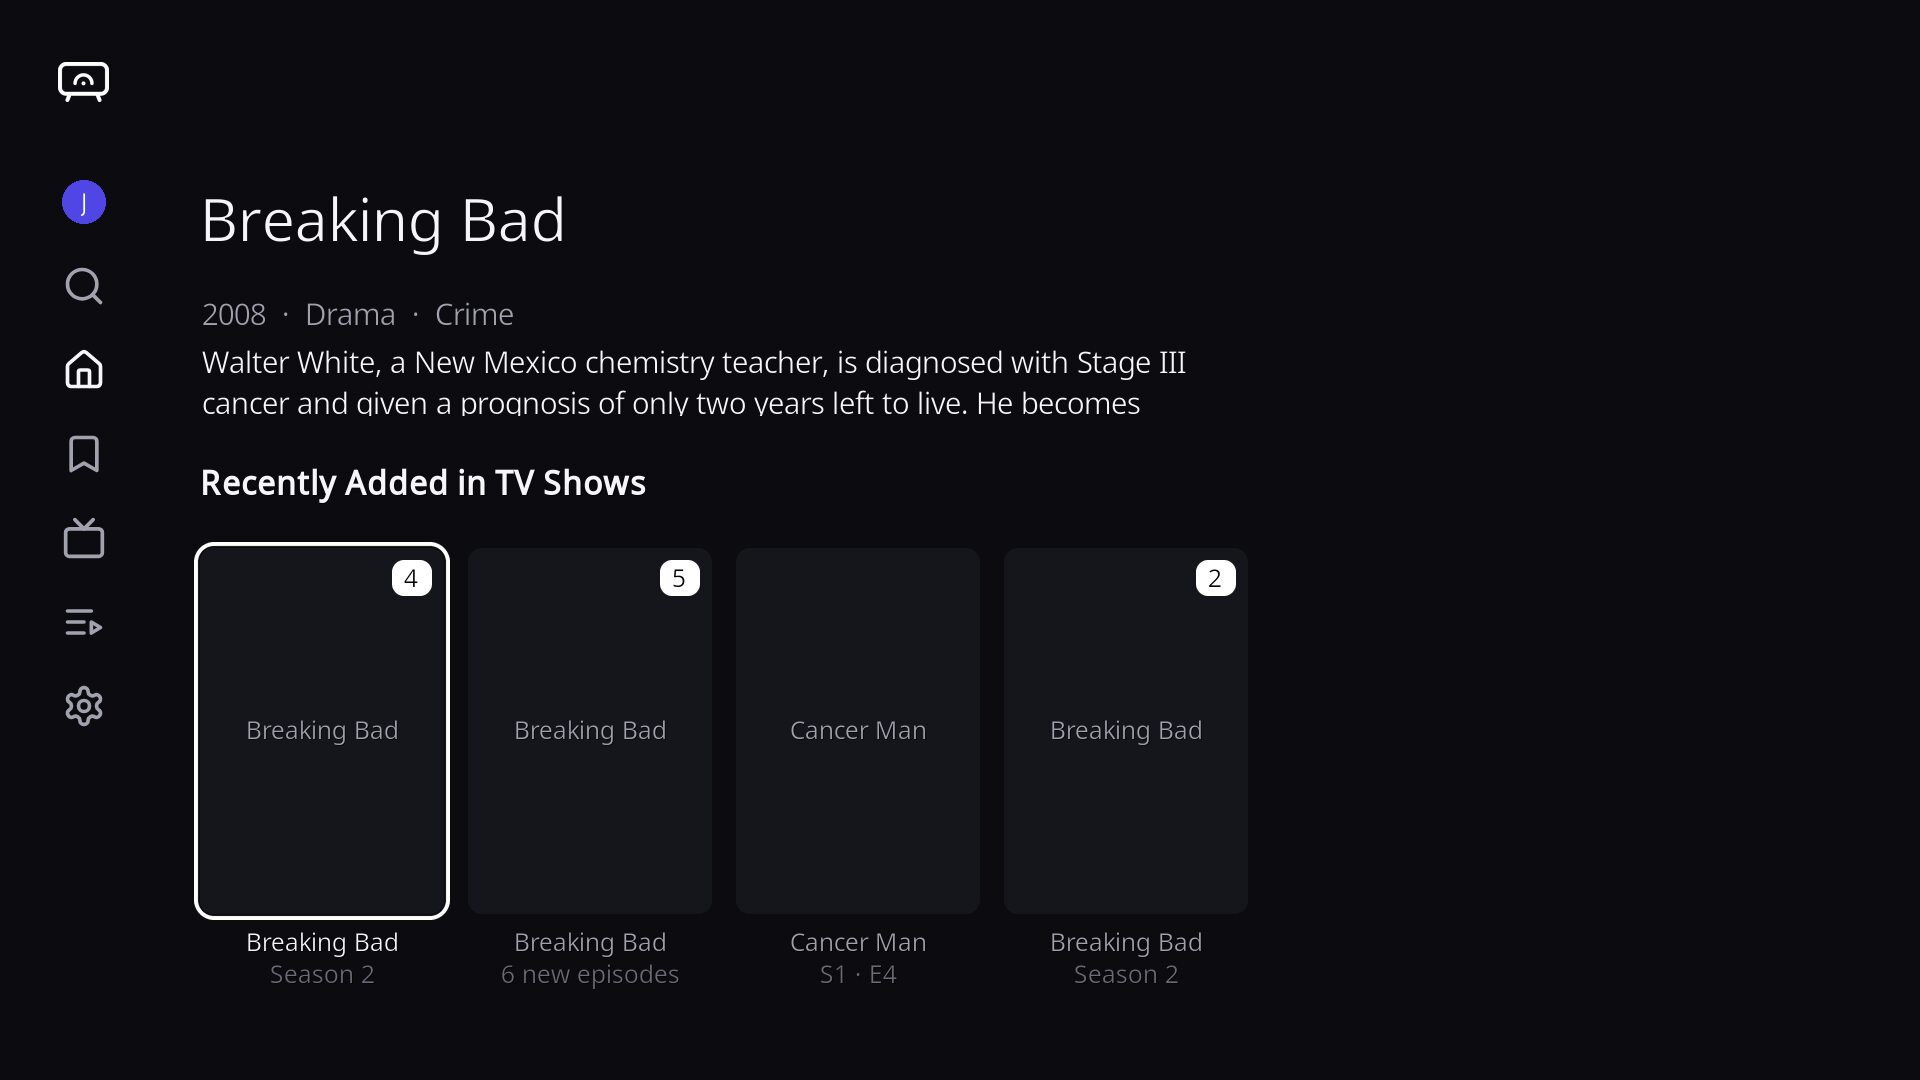 J
Breaking Bad
2008 · Drama · Crime
Walter White, a New Mexico chemistry teacher, is diagnosed with Stage III
cancer and given a prognosis of only two years left to live. He becomes
Recently Added in TV Shows
4
5
2
Breaking Bad
Breaking Bad
Cancer Man
Breaking Bad
Breaking Bad
Breaking Bad
Cancer Man
Breaking Bad
Season 2
6 new episodes
S1 · E4
Season 2